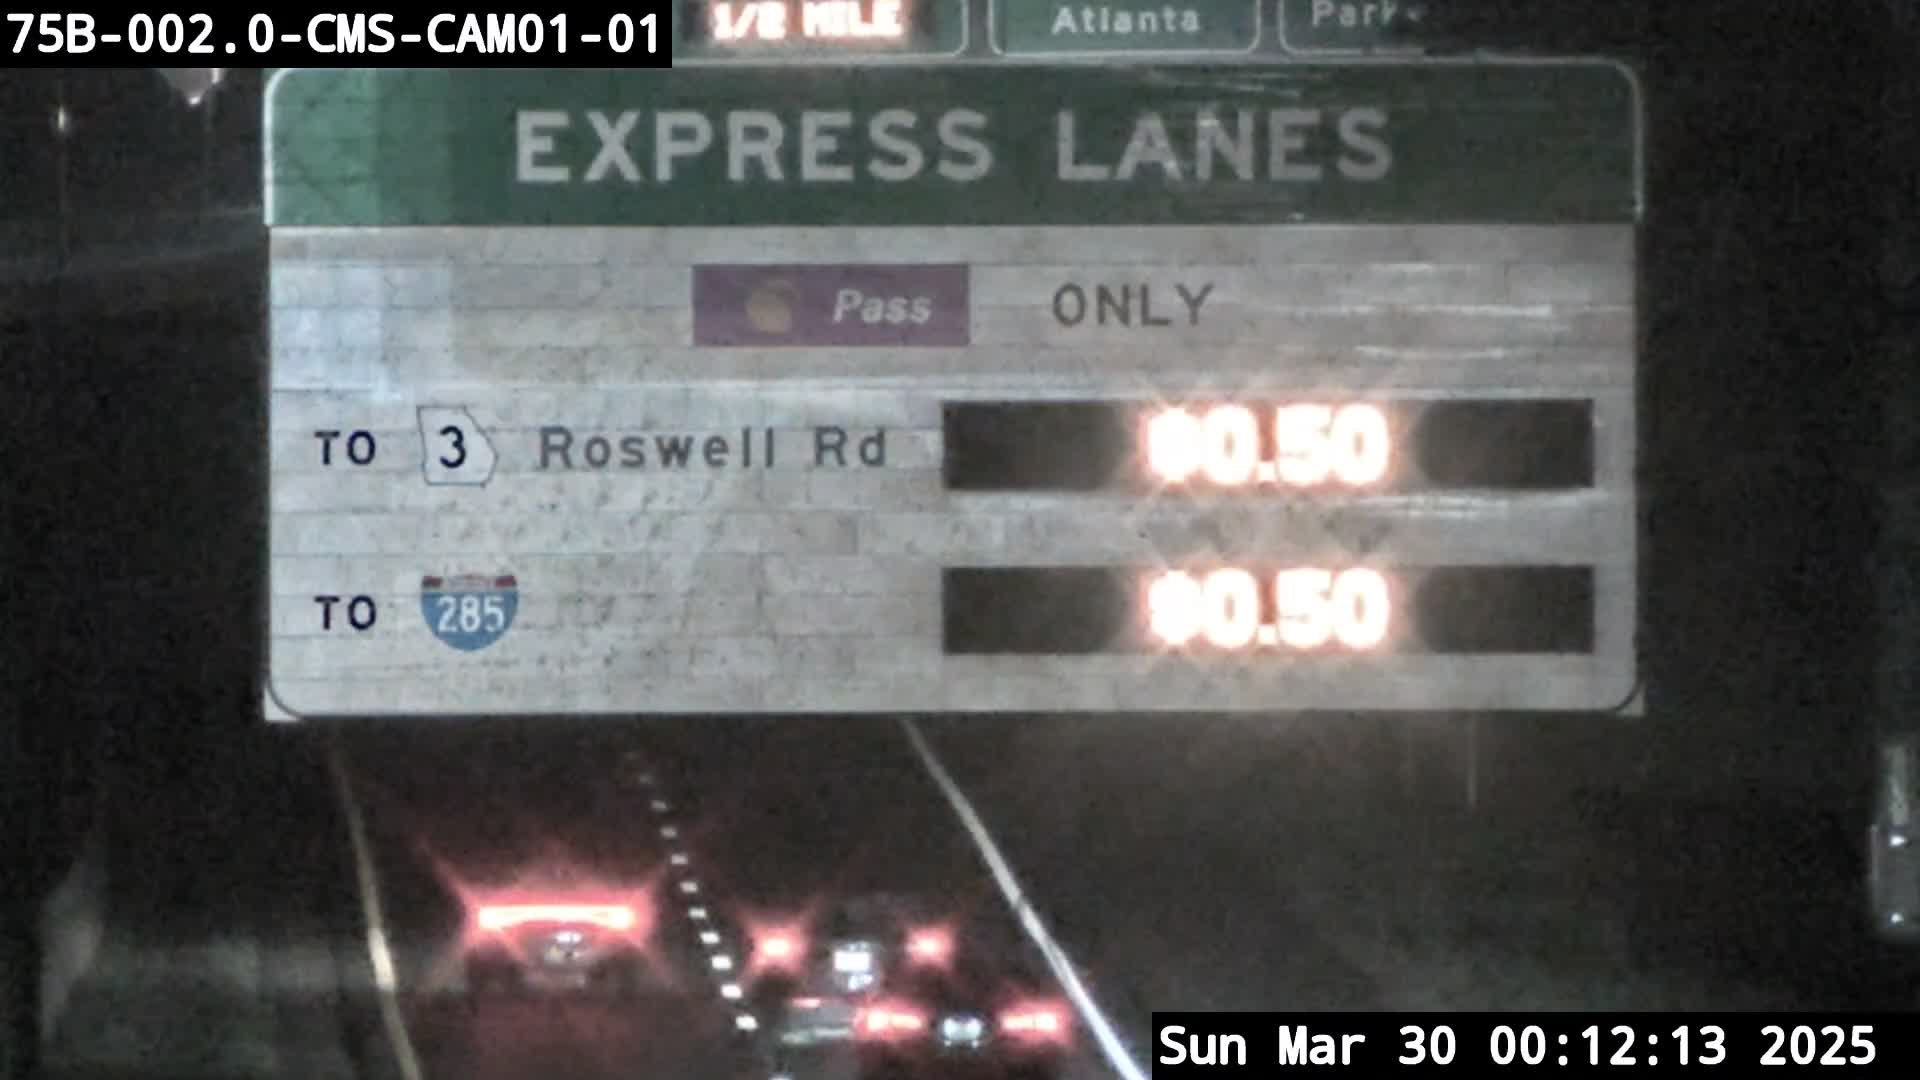 75B-002.0-CMS-CAM01-01
1/2 MILE
Atlanta
EXPRESS LANES
Pass ONLY
TO 3 Roswell Rd $0.50
TO 285 $0.50
Sun Mar 30 00:12:13 2025